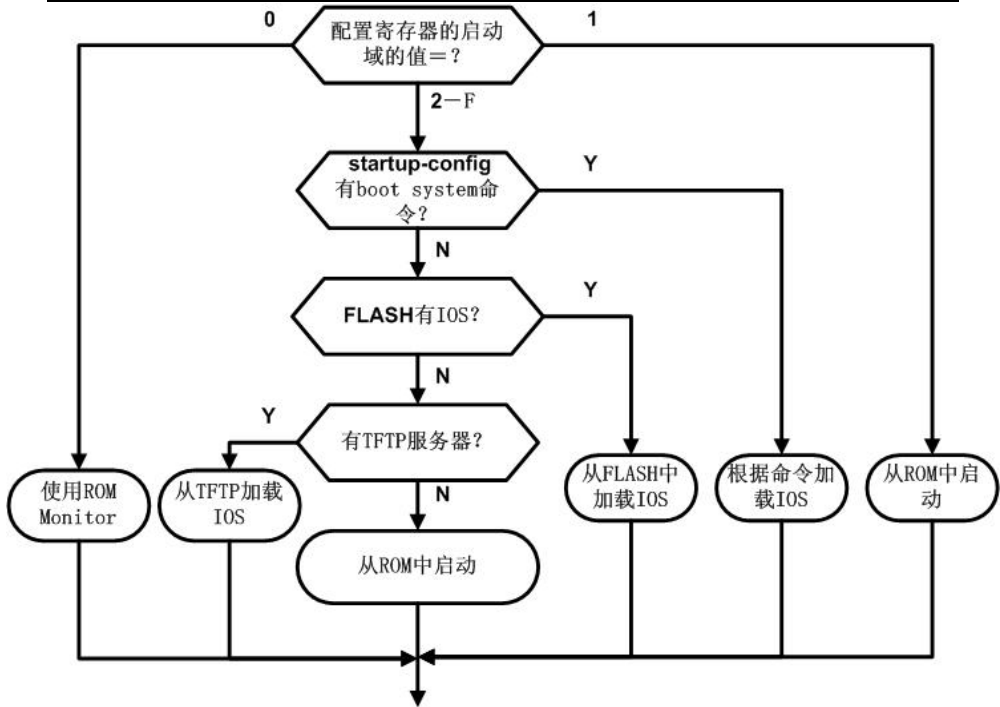 0
配置寄存器的启动
域的值＝？
1
2－F
startup-config
有boot system命
令？
Y
N
FLASH有IOS？
Y
N
Y
有TFTP服务器？
N
使用ROM
Monitor
从TFTP加载
IOS
从ROM中启动
从FLASH中
加载IOS
根据命令加
载IOS
从ROM中启
动